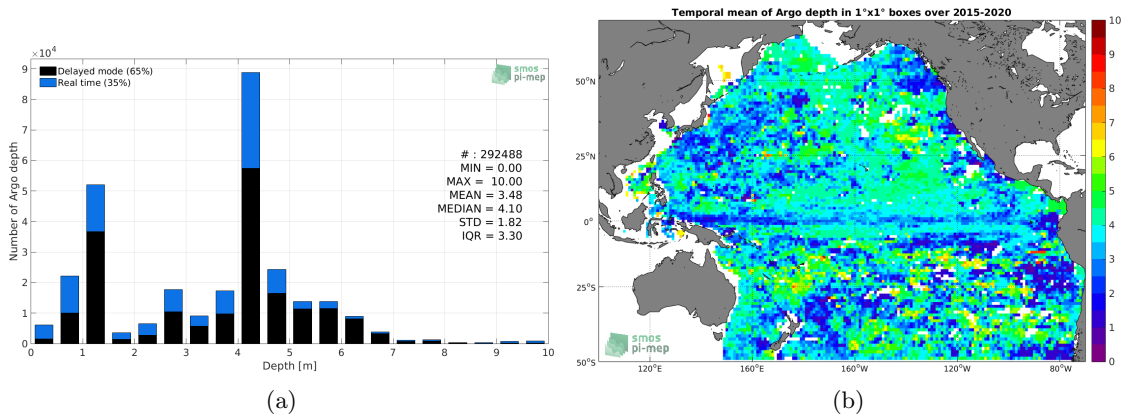 ×10⁴
Delayed mode (65%)
Real time (35%)
smos
pi-mep
# : 292488
MIN = 0.00
MAX = 10.00
MEAN = 3.48
MEDIAN = 4.10
STD = 1.82
IQR = 3.30
Number of Argo depth
9
8
7
6
5
4
3
2
1
0
0 1 2 3 4 5 6 7 8 9 10
Depth [m]
(a)
Temporal mean of Argo depth in 1°x1° boxes over 2015-2020
50°N
25°N
0°
25°S
50°S
120°E 160°E 160°W 120°W 80°W
smos
pi-mep
10
9
8
7
6
5
4
3
2
1
0
(b)